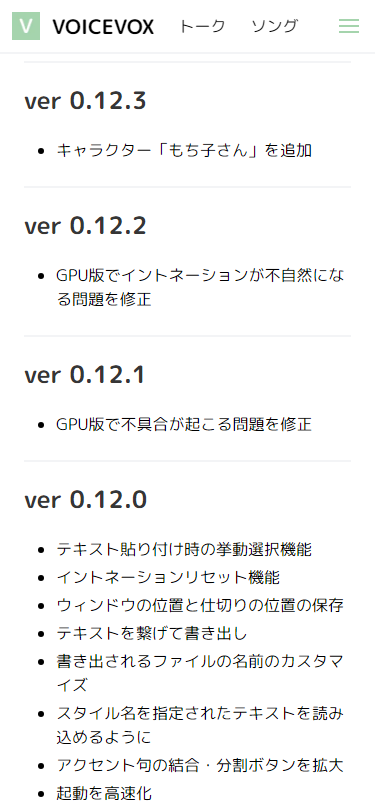 V VOICEVOX トーク ソング
ver 0.12.3
キャラクター「もち子さん」を追加
ver 0.12.2
GPU版でイントネーションが不自然にな
る問題を修正
ver 0.12.1
GPU版で不具合が起こる問題を修正
ver 0.12.0
テキスト貼り付け時の挙動選択機能
イントネーションリセット機能
ウィンドウの位置と仕切りの位置の保存
テキストを繋げて書き出し
書き出されるファイルの名前のカスタマ
イズ
スタイル名を指定されたテキストを読み
込めるように
アクセント句の結合・分割ボタンを拡大
起動を高速化